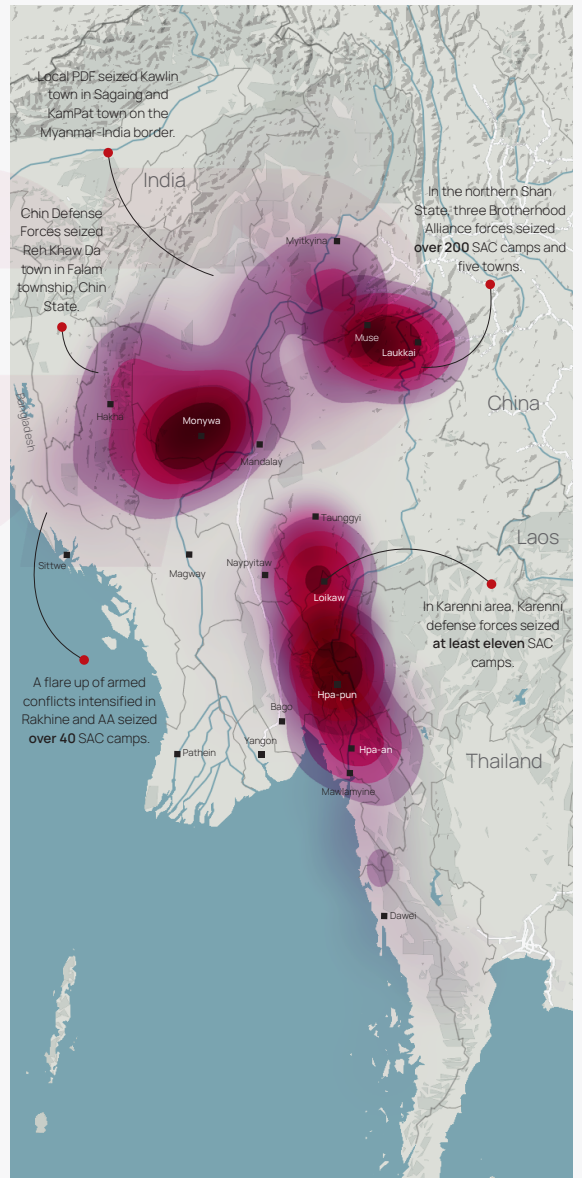 Local PDF seized Kawlin
town in Sagaing and
KamPat town on the
Myanmar-India border.
India
In the northern Shan
State, three Brotherhood
Alliance forces seized
over 200 SAC camps and
five towns.
Chin Defense
Forces seized
Reh Khaw Da
town in Falam
township, Chin
State.
Myitkyina
Muse
Laukkai
China
Bangladesh
Hakha
Monywa
Mandalay
Taunggyi
Laos
Sittwe
Magway
Naypyitaw
Loikaw
In Karenni area, Karenni
defense forces seized
at least eleven SAC
camps.
A flare up of armed
conflicts intensified in
Rakhine and AA seized
over 40 SAC camps.
Hpa-pun
Bago
Yangon
Pathein
Hpa-an
Thailand
Mawlamyine
Dawei